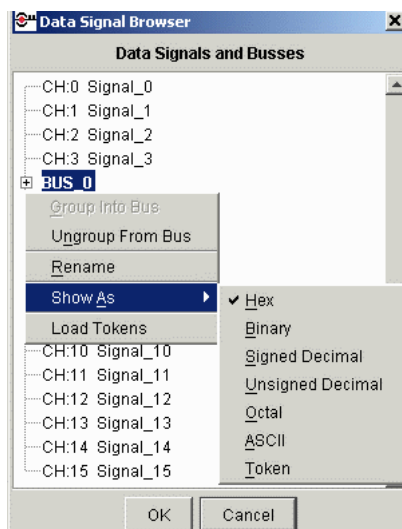 Data Signal Browser
Data Signals and Busses
CH:0 Signal_0
CH:1 Signal_1
CH:2 Signal_2
CH:3 Signal_3
BUS_0
Group Into Bus
Ungroup From Bus
Rename
Show As
Load Tokens
Hex
Binary
Signed Decimal
Unsigned Decimal
Octal
ASCII
Token
CH:10 Signal_10
CH:11 Signal_11
CH:12 Signal_12
CH:13 Signal_13
CH:14 Signal_14
CH:15 Signal_15
OK
Cancel